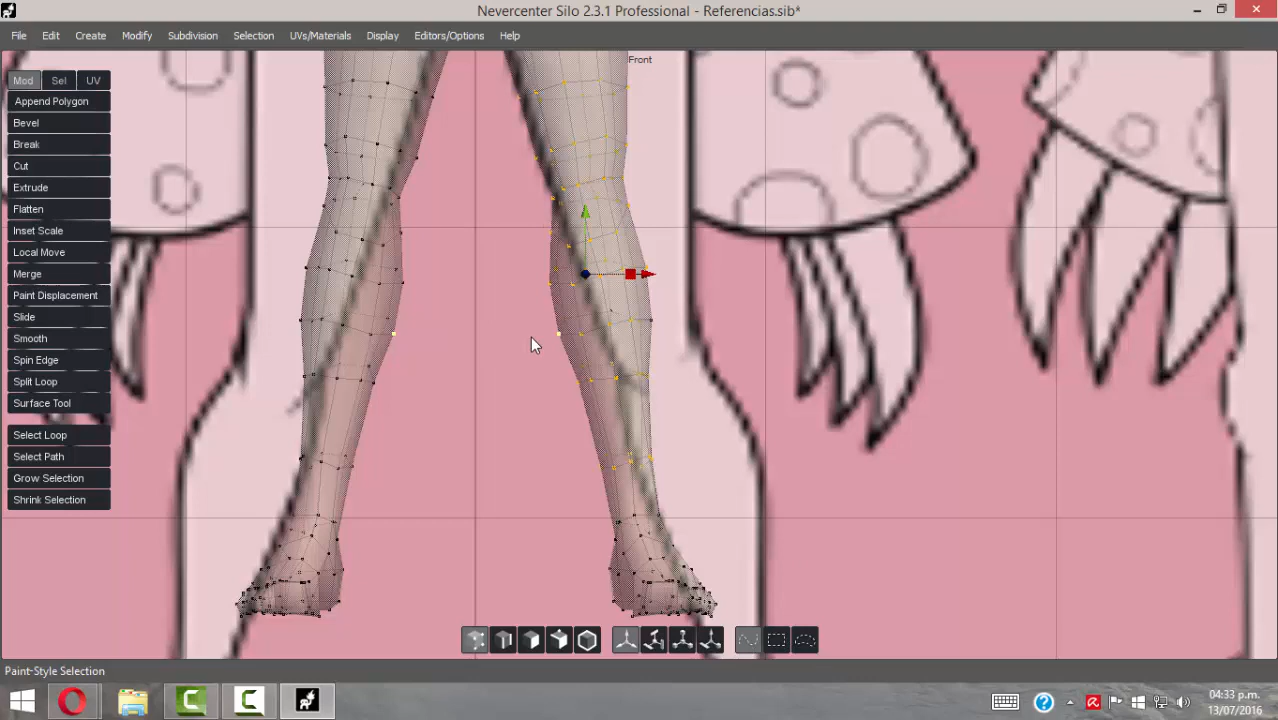 Nevercenter Silo 2.3.1 Professional - Referencias.sib*
File Edit Create Modify Subdivision Selection UVs/Materials Display Editors/Options Help
Front
Mod Sel UV
Append Polygon
Bevel
Break
Cut
Extrude
Flatten
Inset Scale
Local Move
Merge
Paint Displacement
Slide
Smooth
Spin Edge
Split Loop
Surface Tool
Select Loop
Select Path
Grow Selection
Shrink Selection
Paint-Style Selection
04:33 p.m.
13/07/2016